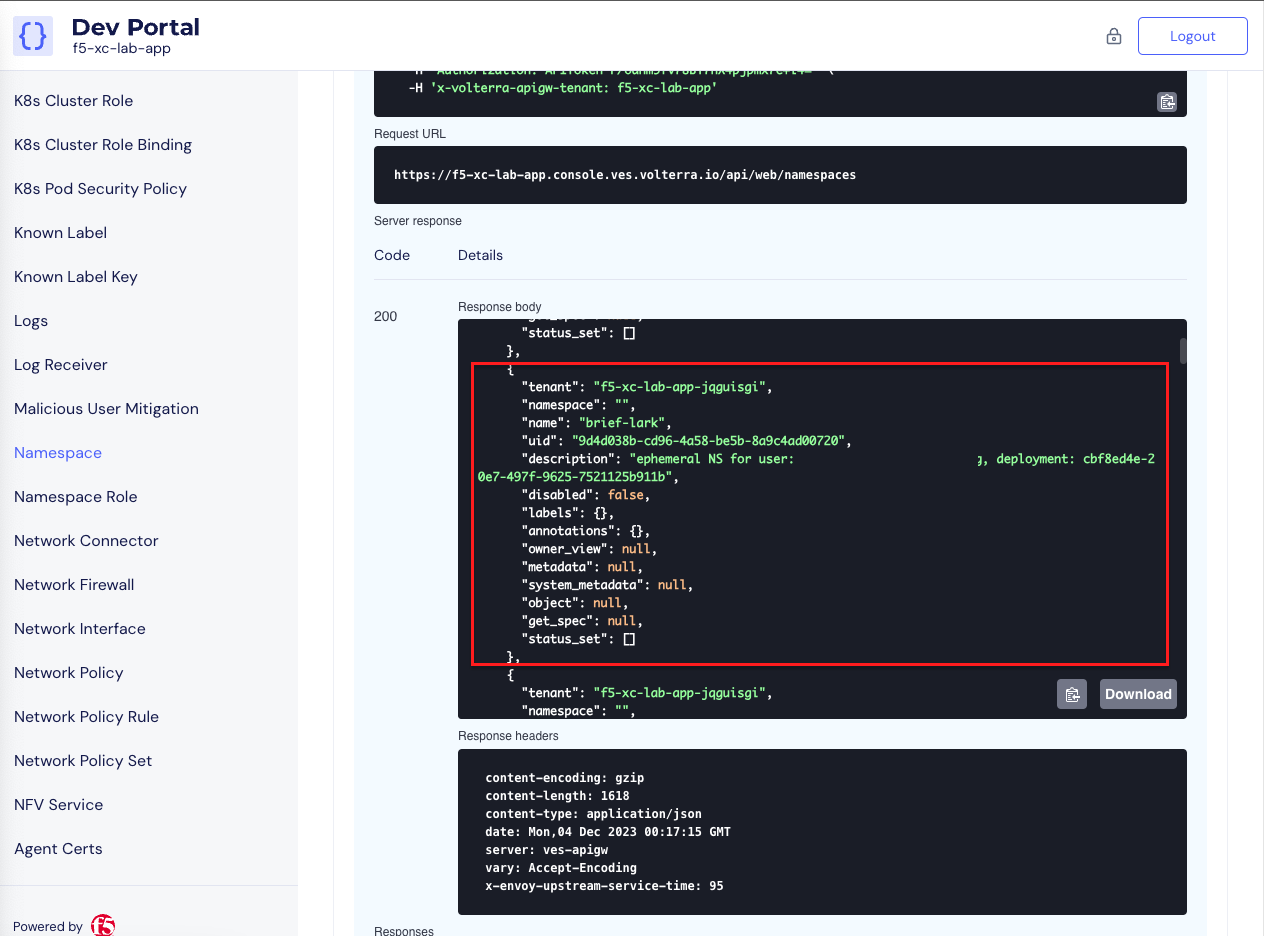 {}
Dev Portal
f5-xc-lab-app
Logout
K8s Cluster Role
K8s Cluster Role Binding
K8s Pod Security Policy
Known Label
Known Label Key
Logs
Log Receiver
Malicious User Mitigation
Namespace
Namespace Role
Network Connector
Network Firewall
Network Interface
Network Policy
Network Policy Rule
Network Policy Set
NFV Service
Agent Certs
Powered by f5
-H 'x-volterra-apigw-tenant: f5-xc-lab-app'
Request URL
https://f5-xc-lab-app.console.ves.volterra.io/api/web/namespaces
Server response
Code Details
200
Response body
"status_set": []
},
{
"tenant": "f5-xc-lab-app-jqguisgi",
"namespace": "",
"name": "brief-lark",
"uid": "9d4d038b-cd96-4a58-be5b-8a9c4ad00720",
"description": "ephemeral NS for user: g, deployment: cbf8ed4e-2
0e7-497f-9625-7521125b911b",
"disabled": false,
"labels": {},
"annotations": {},
"owner_view": null,
"metadata": null,
"system_metadata": null,
"object": null,
"get_spec": null,
"status_set": []
},
{
"tenant": "f5-xc-lab-app-jqguisgi",
"namespace": "",
Download
Response headers
content-encoding: gzip
content-length: 1618
content-type: application/json
date: Mon,04 Dec 2023 00:17:15 GMT
server: ves-apigw
vary: Accept-Encoding
x-envoy-upstream-service-time: 95
Responses